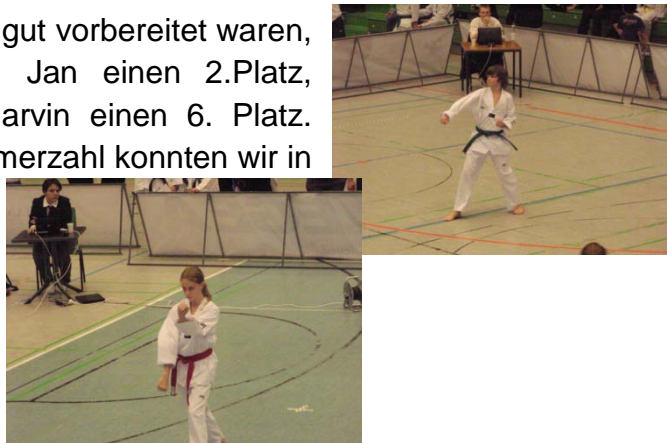 gut vorbereitet waren,
Jan einen 2.Platz,
arvin einen 6. Platz.
merzahl konnten wir in